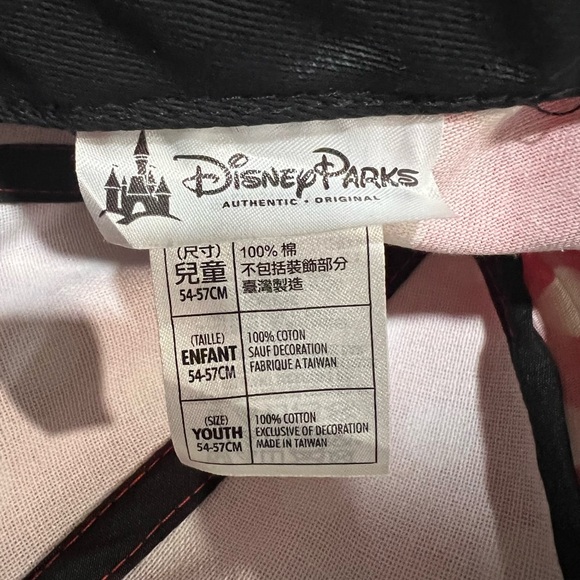 Disney Parks
AUTHENTIC • ORIGINAL
(尺寸)
兒童
54-57CM
100% 棉
不包括裝飾部分
臺灣製造
(TAILLE)
ENFANT
54-57CM
100% COTON
SAUF DECORATION
FABRIQUE A TAIWAN
(SIZE)
YOUTH
54-57CM
100% COTTON
EXCLUSIVE OF DECORATION
MADE IN TAIWAN